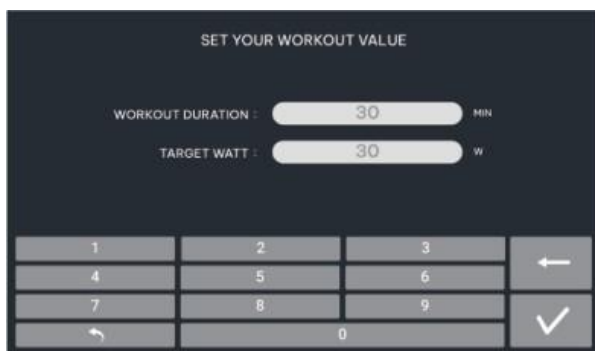 SET YOUR WORKOUT VALUE
WORKOUT DURATION : 30 MIN
TARGET WATT : 30 W
1 2 3
4 5 6
7 8 9
0